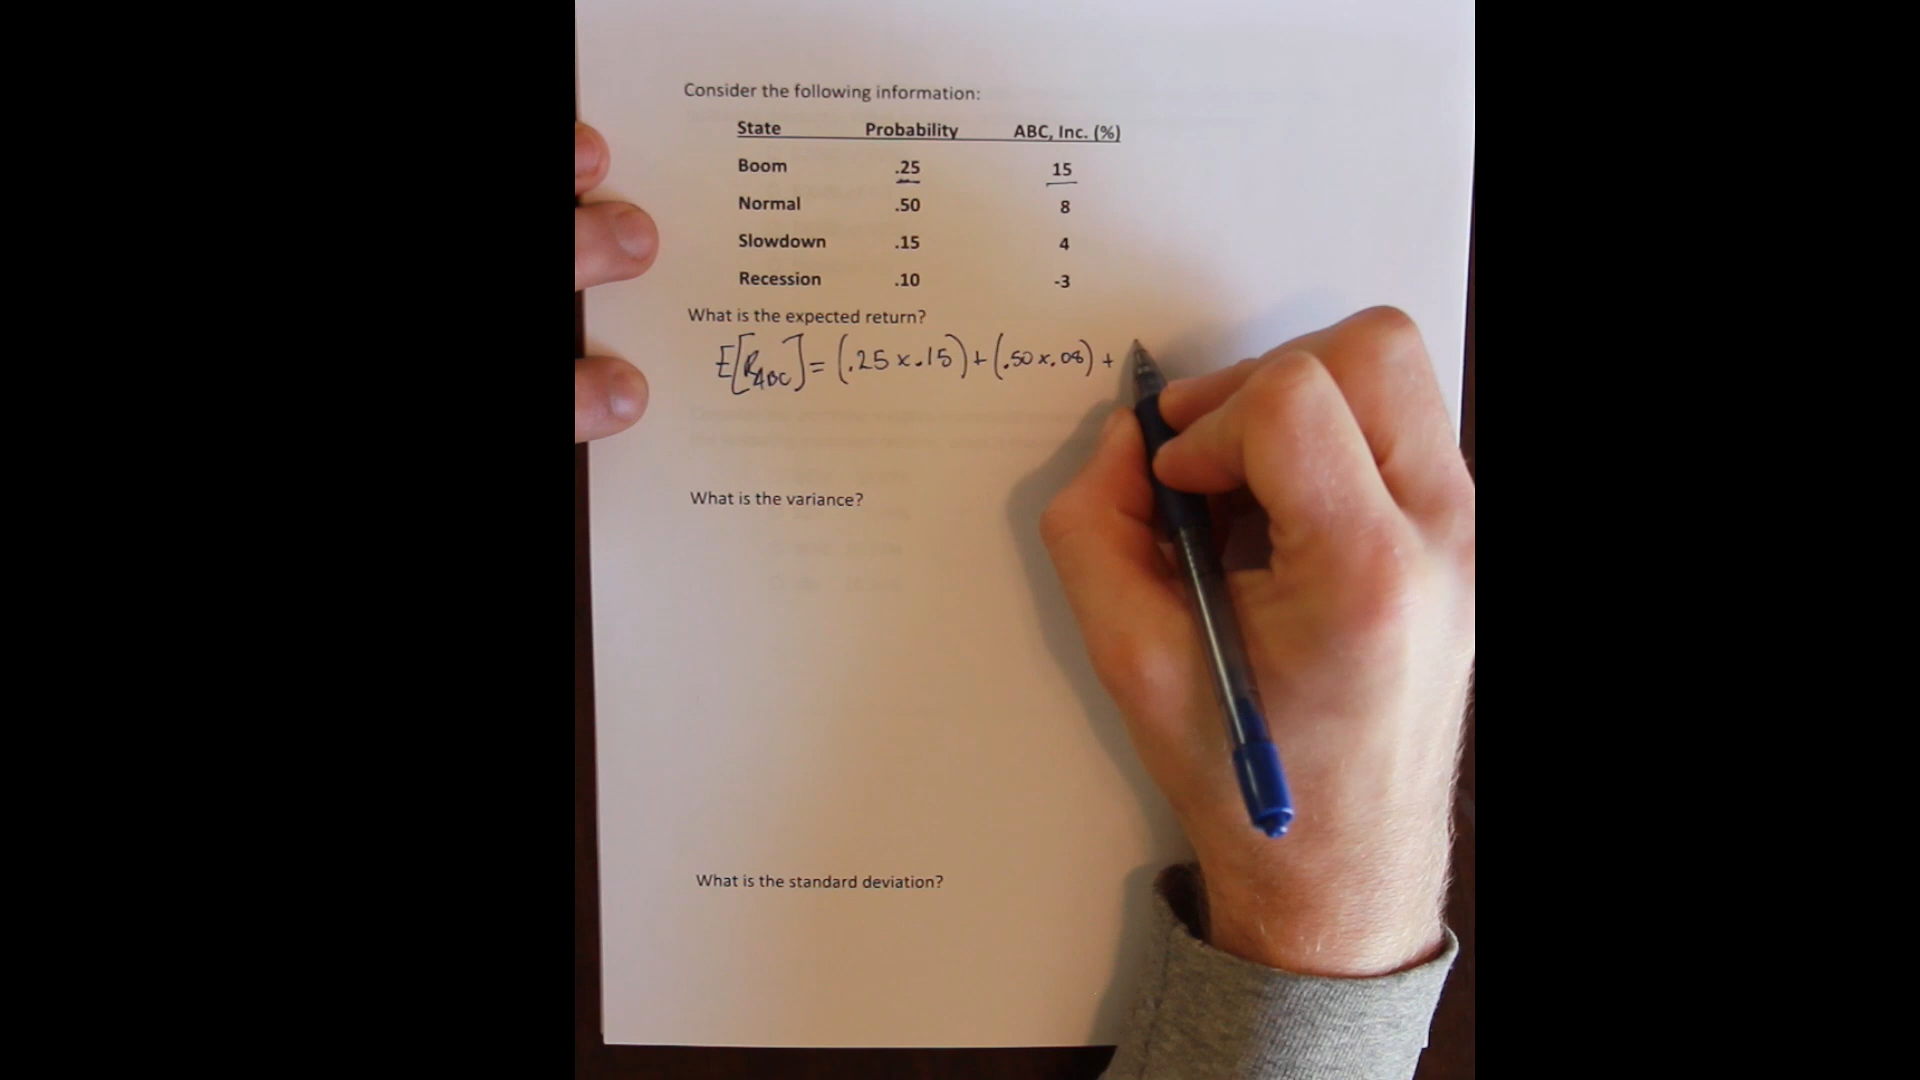 Consider the following information:
State Probability ABC, Inc. (%)
Boom .25 15
Normal .50 8
Slowdown .15 4
Recession .10 -3
What is the expected return?
E[R_ABC] = (.25 x .15) + (.50 x .08) +
What is the variance?
What is the standard deviation?